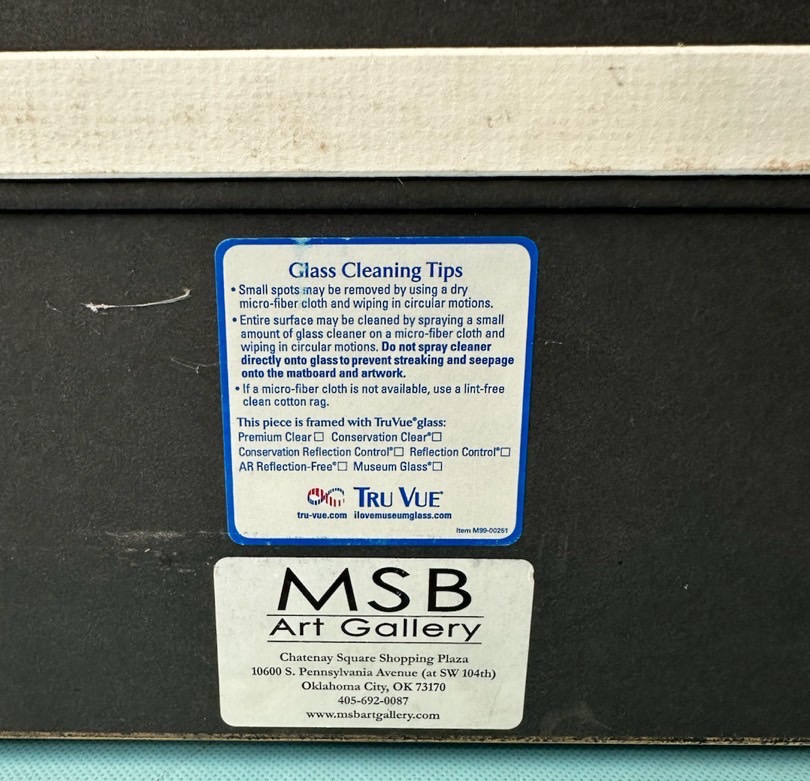 Glass Cleaning Tips
• Small spots may be removed by using a dry
micro-fiber cloth and wiping in circular motions.
• Entire surface may be cleaned by spraying a small
amount of glass cleaner on a micro-fiber cloth and
wiping in circular motions. Do not spray cleaner
directly onto glass to prevent streaking and seepage
onto the matboard and artwork.
• If a micro-fiber cloth is not available, use a lint-free
clean cotton rag.
This piece is framed with Tru Vue® glass:
Premium Clear☐ Conservation Clear®☐
Conservation Reflection Control®☐ Reflection Control®☐
AR Reflection-Free®☐ Museum Glass®☐
TRU VUE®
tru-vue.com ilovemuseumglass.com
Item M99-00251
MSB
Art Gallery
Chatenay Square Shopping Plaza
10600 S. Pennsylvania Avenue (at SW 104th)
Oklahoma City, OK 73170
405-692-0087
www.msbartgallery.com